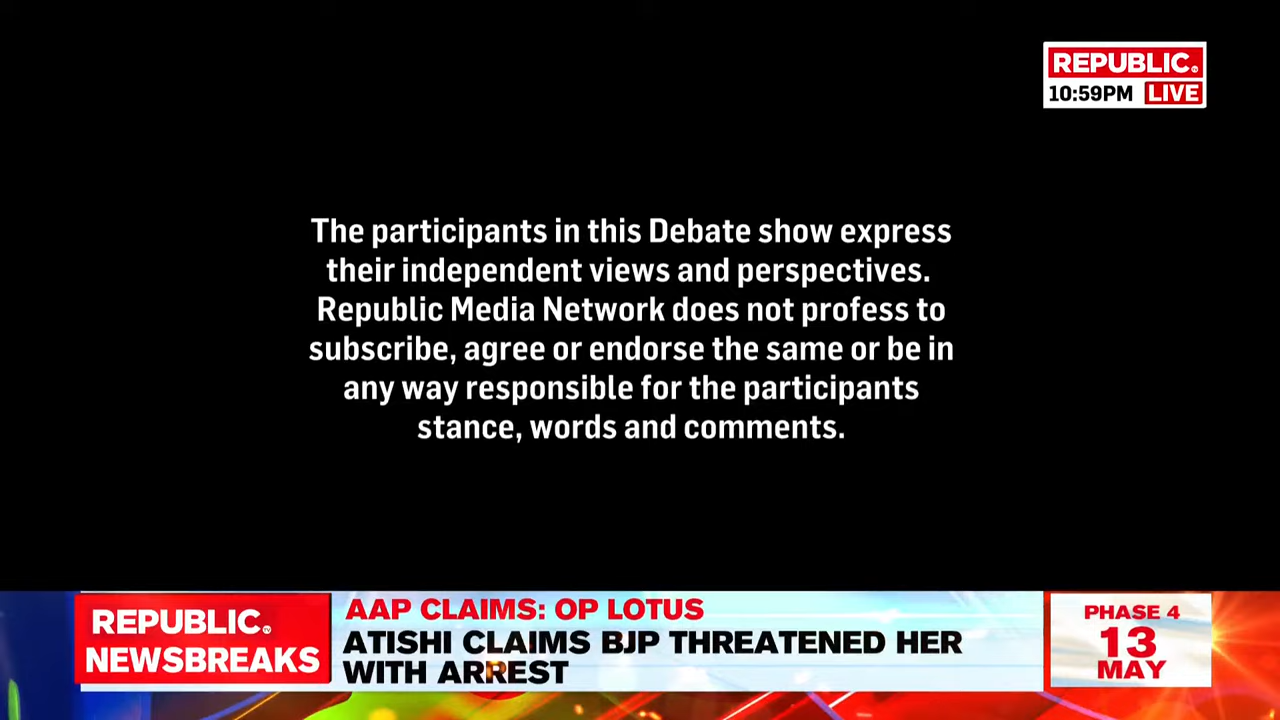 REPUBLIC.
10:59PM LIVE
The participants in this Debate show express
their independent views and perspectives.
Republic Media Network does not profess to
subscribe, agree or endorse the same or be in
any way responsible for the participants
stance, words and comments.
REPUBLIC.
NEWSBREAKS
AAP CLAIMS: OP LOTUS
ATISHI CLAIMS BJP THREATENED HER
WITH ARREST
PHASE 4
13
MAY